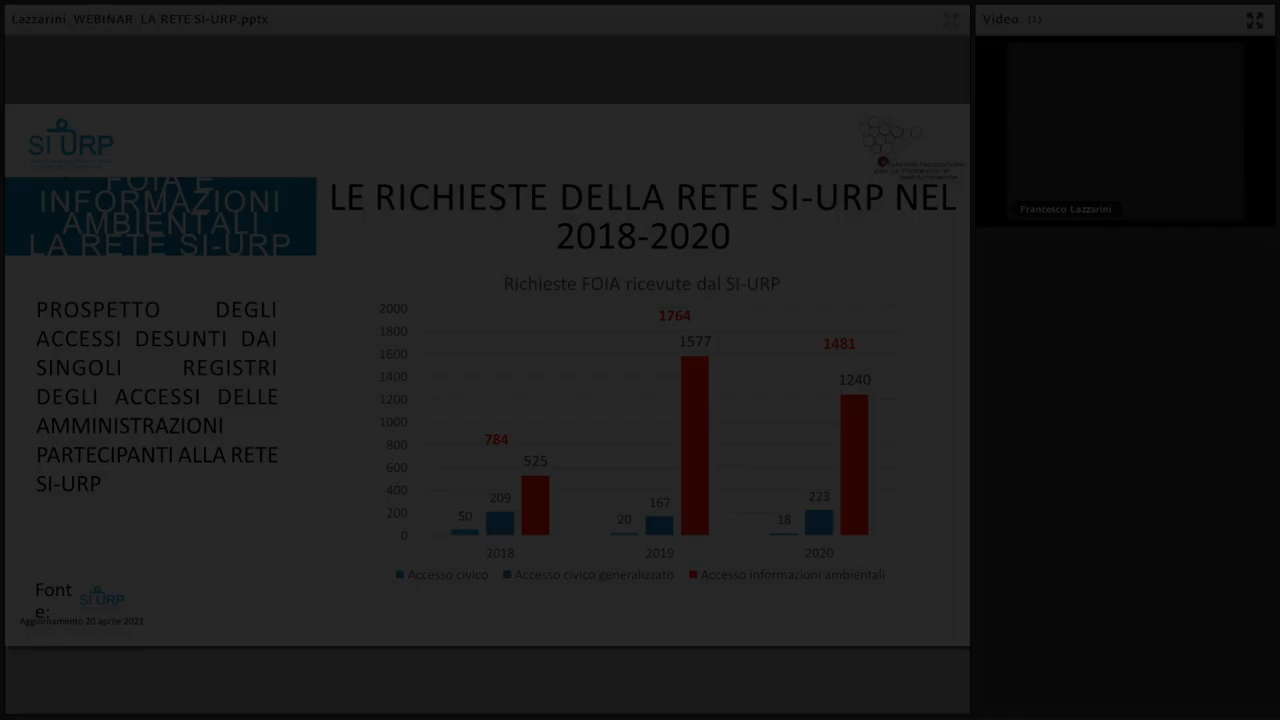 Lazzarini_WEBINAR_LA RETE SI-URP.pptx
Video (1)
Francesco Lazzarini
SI URP
FOIA E
INFORMAZIONI
AMBIENTALI
LA RETE SI-URP
LE RICHIESTE DELLA RETE SI-URP NEL
2018-2020
PROSPETTO DEGLI
ACCESSI DESUNTI DAI
SINGOLI REGISTRI
DEGLI ACCESSI DELLE
AMMINISTRAZIONI
PARTECIPANTI ALLA RETE
SI-URP
Richieste FOIA ricevute dal SI-URP
2000
1800
1600
1400
1200
1000
800
600
400
200
0
784
50
209
525
1764
20
167
1577
1481
18
223
1240
2018 2019 2020
Accesso civico Accesso civico generalizzato Accesso informazioni ambientali
Font
e:
SI URP
Aggiornamento 20 aprile 2021